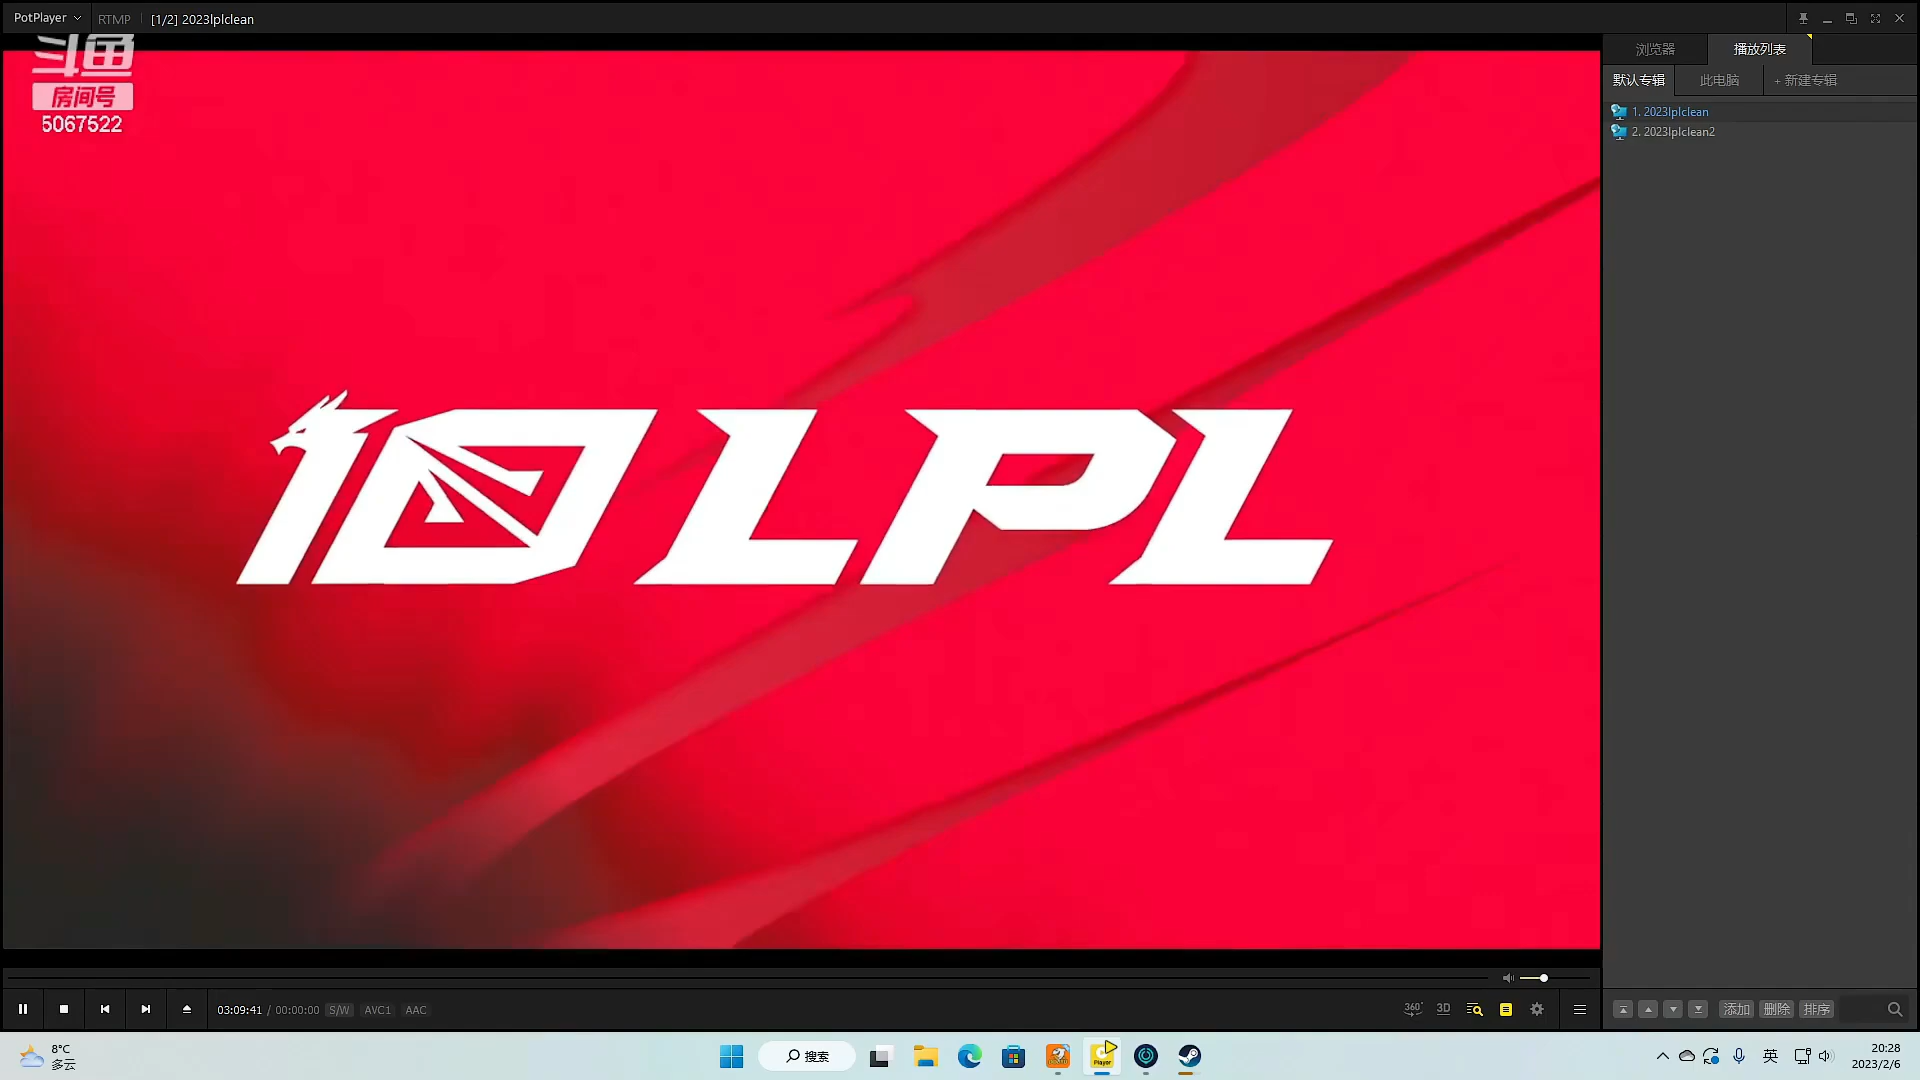 PotPlayer
RTMP
[1/2] 2023lplclean
斗鱼
房间号
5067522
10 LPL
浏览器
播放列表
默认专辑
此电脑
+ 新建专辑
1. 2023lplclean
2. 2023lplclean2
03:09:41 / 00:00:00 S/W AVC1 AAC
360°
3D
添加
删除
排序
8°C
多云
搜索
Player
英
20:28
2023/2/6